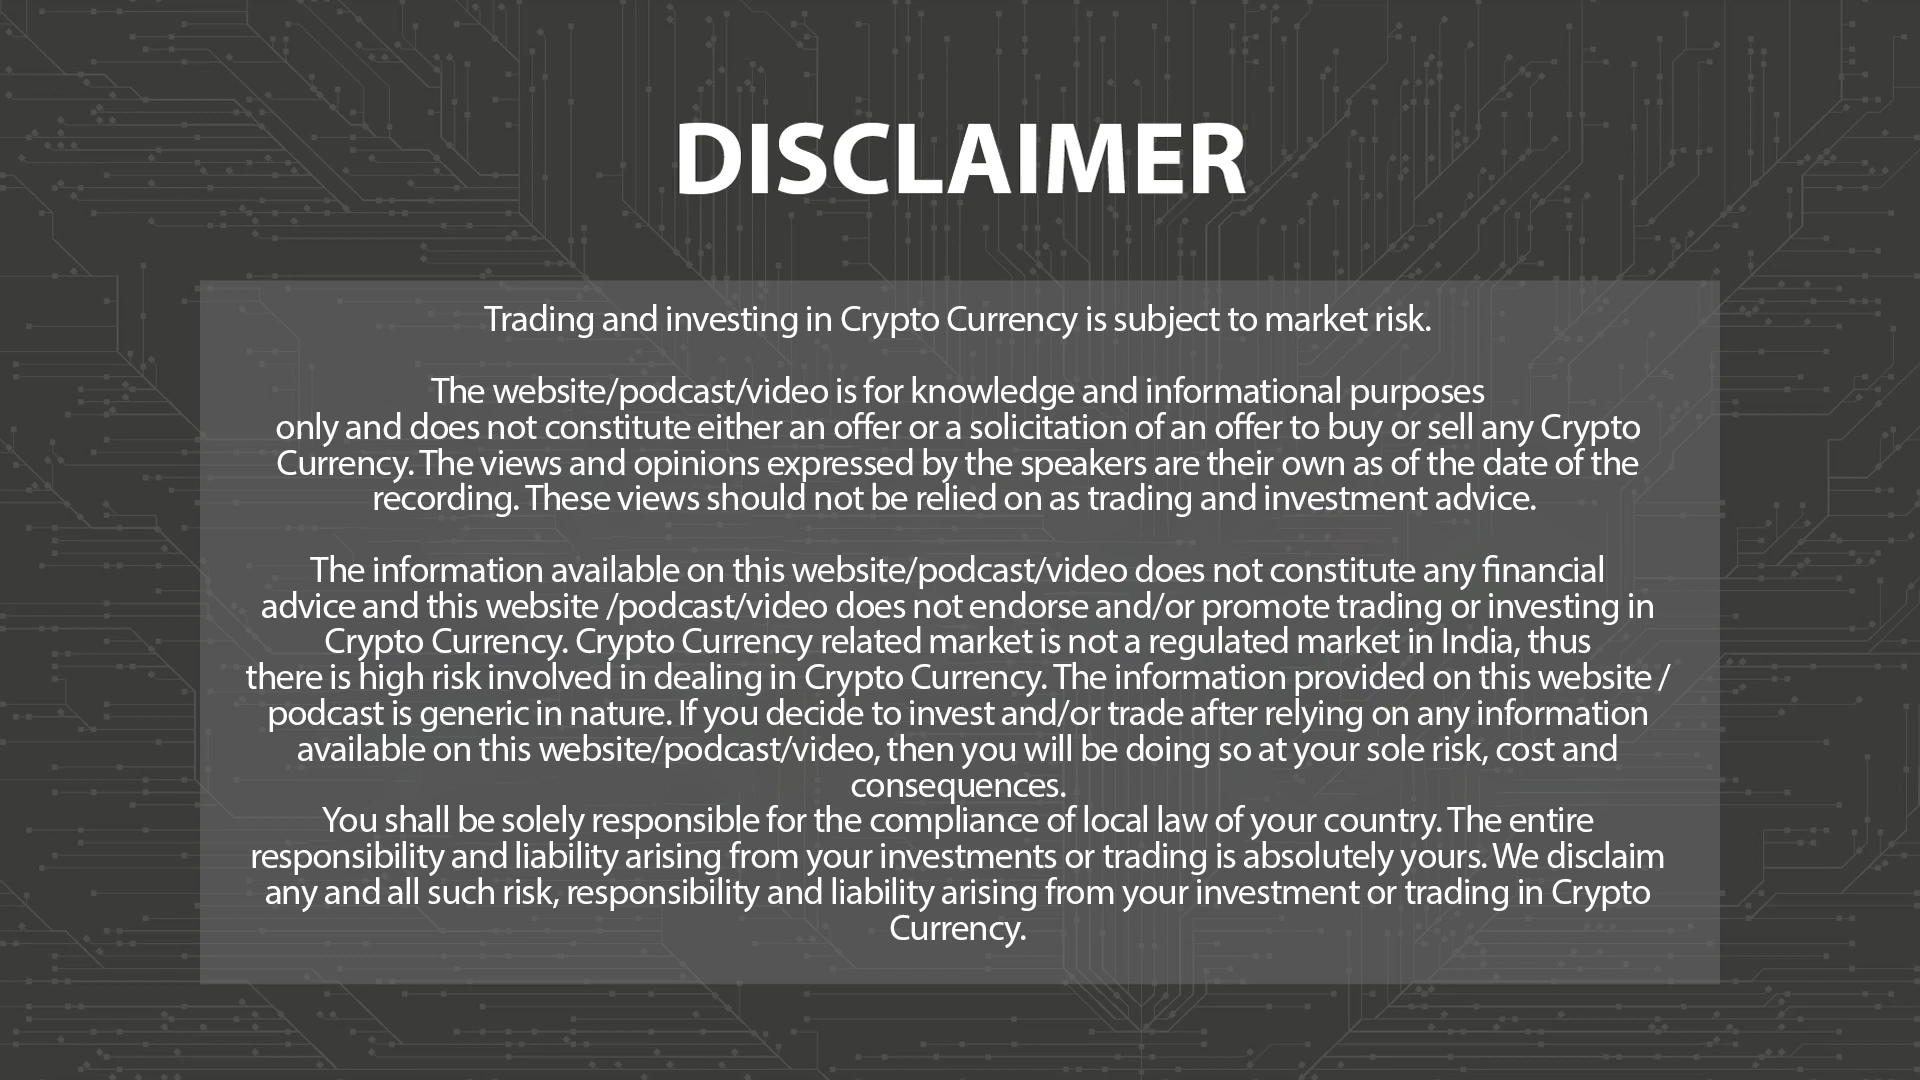 DISCLAIMER
Trading and investing in Crypto Currency is subject to market risk.
The website/podcast/video is for knowledge and informational purposes
only and does not constitute either an offer or a solicitation of an offer to buy or sell any Crypto
Currency. The views and opinions expressed by the speakers are their own as of the date of the
recording. These views should not be relied on as trading and investment advice.
The information available on this website/podcast/video does not constitute any financial
advice and this website /podcast/video does not endorse and/or promote trading or investing in
Crypto Currency. Crypto Currency related market is not a regulated market in India, thus
there is high risk involved in dealing in Crypto Currency. The information provided on this website /
podcast is generic in nature. If you decide to invest and/or trade after relying on any information
available on this website/podcast/video, then you will be doing so at your sole risk, cost and
consequences.
You shall be solely responsible for the compliance of local law of your country. The entire
responsibility and liability arising from your investments or trading is absolutely yours. We disclaim
any and all such risk, responsibility and liability arising from your investment or trading in Crypto
Currency.